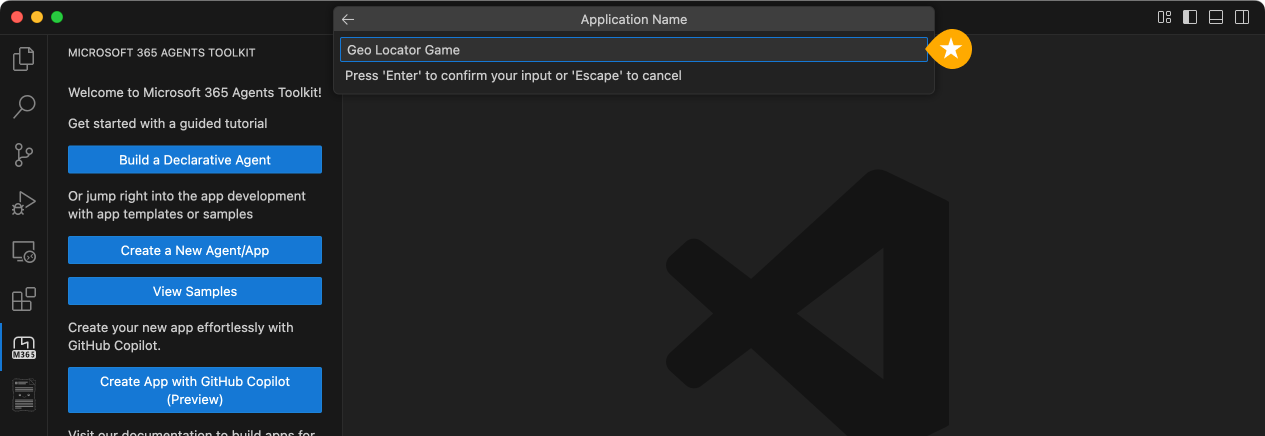 Application Name
Geo Locator Game
Press 'Enter' to confirm your input or 'Escape' to cancel
MICROSOFT 365 AGENTS TOOLKIT
Welcome to Microsoft 365 Agents Toolkit!
Get started with a guided tutorial
Build a Declarative Agent
Or jump right into the app development
with app templates or samples
Create a New Agent/App
View Samples
Create your new app effortlessly with
GitHub Copilot.
Create App with GitHub Copilot
(Preview)
Visit our documentation to build apps for
M365